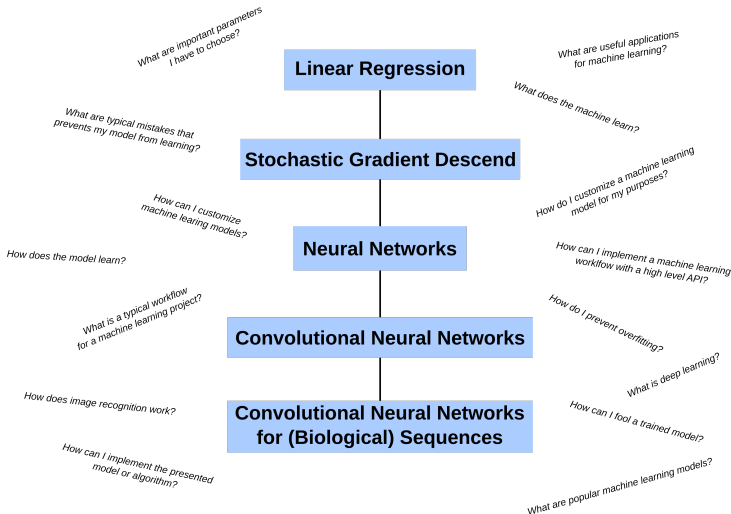 What are important parameters
I have to choose?
What are useful applications
for machine learning?
Linear Regression
What does the machine learn?
What are typical mistakes that
prevents my model from learning?
Stochastic Gradient Descend
How do I customize a machine learning
model for my purposes?
How can I customize
machine learing models?
Neural Networks
How does the model learn?
How can I implement a machine learning
worklfow with a high level API?
What is a typical workflow
for a machine learning project?
How do I prevent overfitting?
Convolutional Neural Networks
What is deep learning?
How does image recognition work?
Convolutional Neural Networks
for (Biological) Sequences
How can I fool a trained model?
How can I implement the presented
model or algorithm?
What are popular machine learning models?